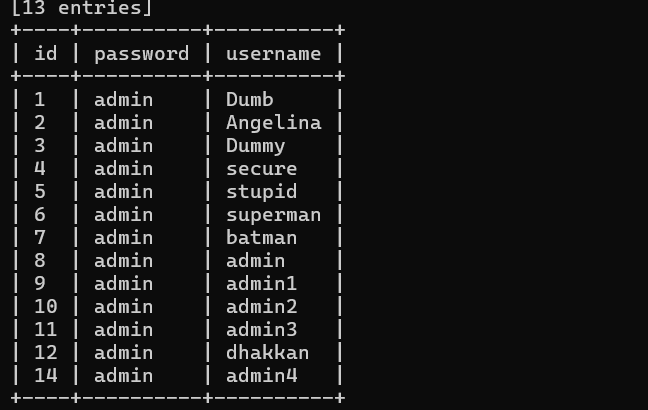 [13 entries]
+----+----------+----------+
| id | password | username |
+----+----------+----------+
| 1  | admin    | Dumb     |
| 2  | admin    | Angelina |
| 3  | admin    | Dummy    |
| 4  | admin    | secure   |
| 5  | admin    | stupid   |
| 6  | admin    | superman |
| 7  | admin    | batman   |
| 8  | admin    | admin    |
| 9  | admin    | admin1   |
| 10 | admin    | admin2   |
| 11 | admin    | admin3   |
| 12 | admin    | dhakkan  |
| 14 | admin    | admin4   |
+----+----------+----------+